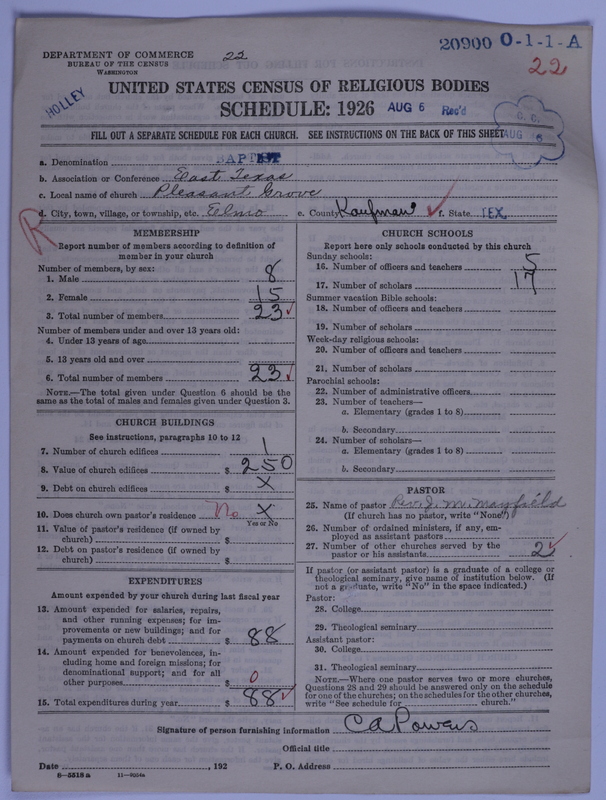 20900 O-1-1-A
DEPARTMENT OF COMMERCE 22
BUREAU OF THE CENSUS 22
WASHINGTON
HOLLEY
UNITED STATES CENSUS OF RELIGIOUS BODIES
SCHEDULE: 1926 AUG 6 Rec'd
FILL OUT A SEPARATE SCHEDULE FOR EACH CHURCH. SEE INSTRUCTIONS ON THE BACK OF THIS SHEET
a. Denomination BAPTIST
b. Association or Conference East Texas
c. Local name of church Pleasant Grove
d. City, town, village, or township, etc. Elmo e. County Kaufman f. State TEX.
R
MEMBERSHIP
Report number of members according to definition of
member in your church
Number of members, by sex:
1. Male 8
2. Female 15
3. Total number of members 23
Number of members under and over 13 years old:
4. Under 13 years of age
5. 13 years old and over
6. Total number of members 23
NOTE.—The total given under Question 6 should be the
same as the total of males and females given under Question 3.
CHURCH BUILDINGS
See instructions, paragraphs 10 to 12
7. Number of church edifices 1
8. Value of church edifices $ 250
9. Debt on church edifices $ X
10. Does church own pastor's residence? No X
Yes or No
11. Value of pastor's residence (if owned by
church) $
12. Debt on pastor's residence (if owned by
church) $
EXPENDITURES
Amount expended by your church during last fiscal year
13. Amount expended for salaries, repairs,
and other running expenses; for im-
provements or new buildings; and for
payments on church debt $ 88
14. Amount expended for benevolences, in-
cluding home and foreign missions; for
denominational support; and for all
other purposes $ 0
15. Total expenditures during year $ 88
CHURCH SCHOOLS
Report here only schools conducted by this church
Sunday schools:
16. Number of officers and teachers 5
17. Number of scholars 17
Summer vacation Bible schools:
18. Number of officers and teachers
19. Number of scholars
Week-day religious schools:
20. Number of officers and teachers
21. Number of scholars
Parochial schools:
22. Number of administrative officers
23. Number of teachers—
a. Elementary (grades 1 to 8)
b. Secondary
24. Number of scholars—
a. Elementary (grades 1 to 8)
b. Secondary
PASTOR
25. Name of pastor Rev. J. M. Mayfield
(If church has no pastor, write "None")
26. Number of ordained ministers, if any, em-
ployed as assistant pastors
27. Number of other churches served by the
pastor or his assistants 2
If pastor (or assistant pastor) is a graduate of a college or
theological seminary, give name of institution below. (If
not a graduate, write "No" in the space indicated.)
Pastor:
28. College
29. Theological seminary
Assistant pastor:
30. College
31. Theological seminary
NOTE.—Where one pastor serves two or more churches,
Questions 28 and 29 should be answered only on the schedule
for one of the churches; on the schedules for the other churches,
write "See schedule for church."
Signature of person furnishing information C A Powers
Official title
Date , 192 P. O. Address
8—5518 a 11—9004a